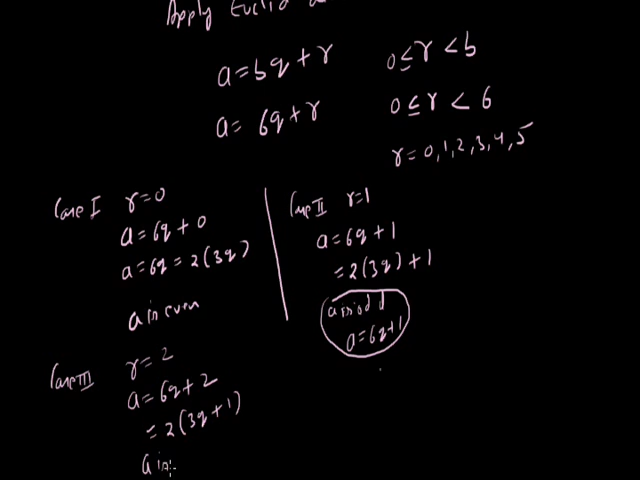 Apply Euclid
a = bq + r 0 ≤ r < b
a = 6q + r 0 ≤ r < 6
r = 0, 1, 2, 3, 4, 5
Case I r = 0
a = 6q + 0
a = 6q = 2(3q)
a is even
Case II r = 1
a = 6q + 1
= 2(3q) + 1
a is odd
a = 6q + 1
Case III r = 2
a = 6q + 2
= 2(3q + 1)
a is